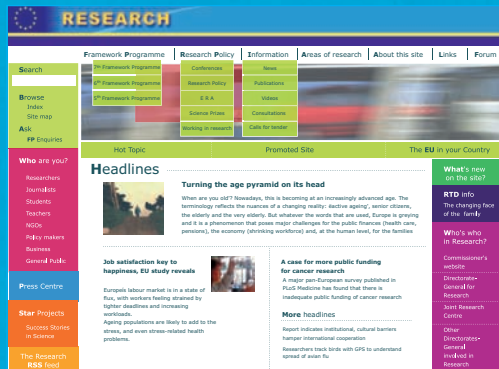 RESEARCH
Framework Programme
Research Policy
Information
Areas of research
About this site
Links
Forum
7th Framework Programme
6th Framework Programme
5th Framework Programme
Conferences
Research Policy
E R A
Science Prizes
Working in research
News
Publications
Videos
Consultations
Calls for tender
Search
Browse
Index
Site map
Ask
FP Enquiries
Hot Topic
Promoted Site
The EU in your Country
Who are you?
Researchers
Journalists
Students
Teachers
NGOs
Policy makers
Business
General Public
Press Centre
Star Projects
Success Stories
in Science
The Research
RSS feed
Headlines
Turning the age pyramid on its head
When are you old'? Nowadays, this is becoming at an increasingly advanced age. The
terminology reflects the nuances of a changing reality: èactive ageing', senior citizens,
the elderly and the very elderly. But whatever the words that are used, Europe is greying
and it is a phenomenon that poses major challenges for the public finances (health care,
pensions), the economy (shrinking workforce) and, at the human level, for the families
Job satisfaction key to
happiness, EU study reveals
Europeís labour market is in a state of
flux, with workers feeling strained by
tighter deadlines and increasing
workloads.
Ageing populations are likely to add to the
stress, and even stress-related health
problems.
A case for more public funding
for cancer research
A major pan-European survey published in
PLoS Medicine has found that there is
inadequate public funding of cancer research
More headlines
Report indicates institutional, cultural barriers
hamper international cooperation
Researchers track birds with GPS to understand
spread of avian flu
What's new
on the site?
RTD info
The changing face
of the family
Who's who
in Research?
Commissioner's
website
Directorate-
General for
Research
Joint Research
Centre
Other
Directorates-
General
involved in
Research